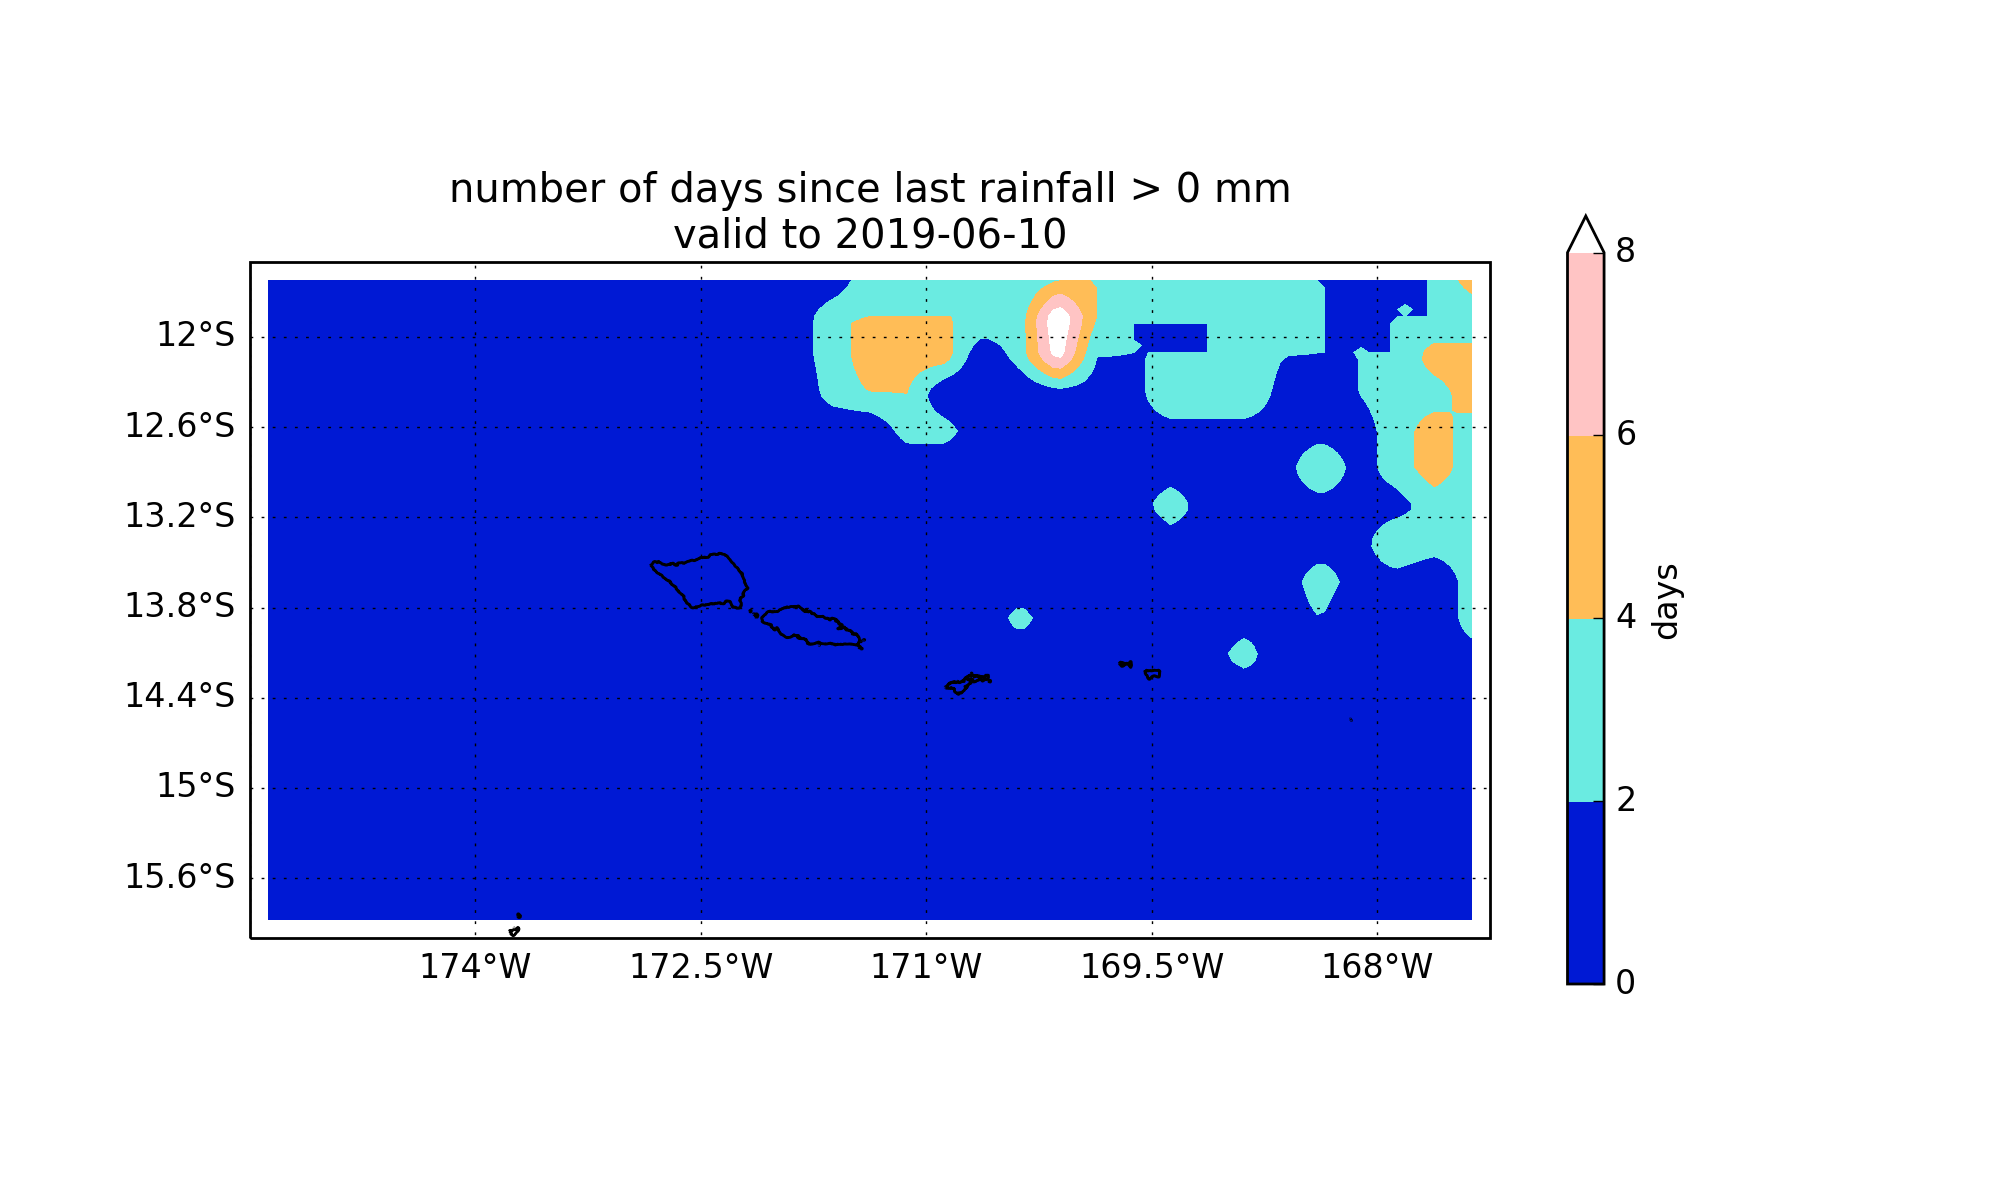 number of days since last rainfall > 0 mm
valid to 2019-06-10
12°S
12.6°S
13.2°S
13.8°S
14.4°S
15°S
15.6°S
174°W 172.5°W 171°W 169.5°W 168°W
8
6
4
2
0
days